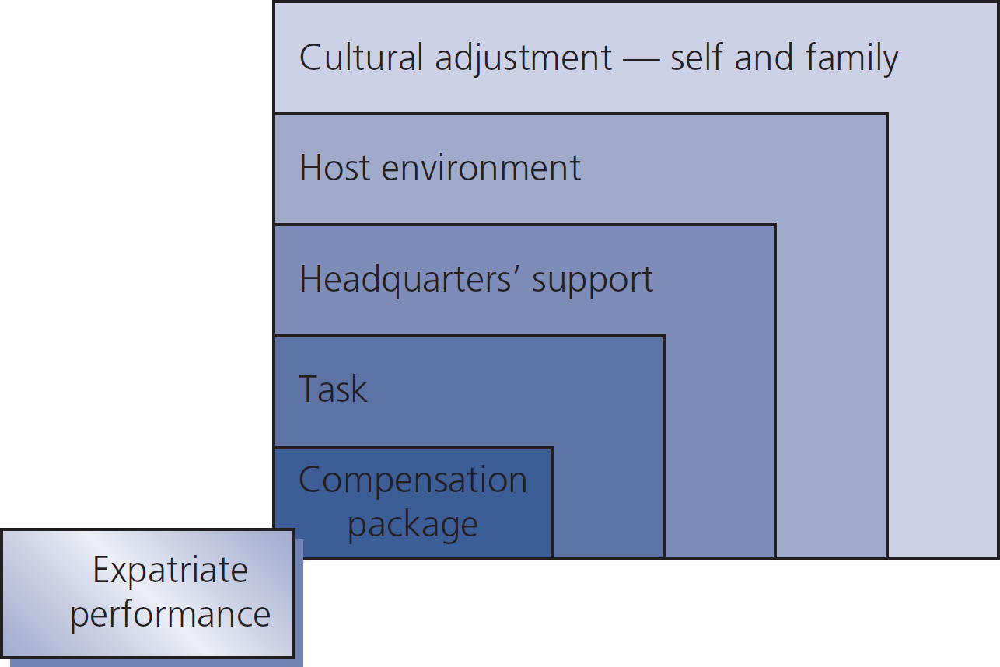 Cultural adjustment — self and family
Host environment
Headquarters’ support
Task
Compensation
package
Expatriate
performance